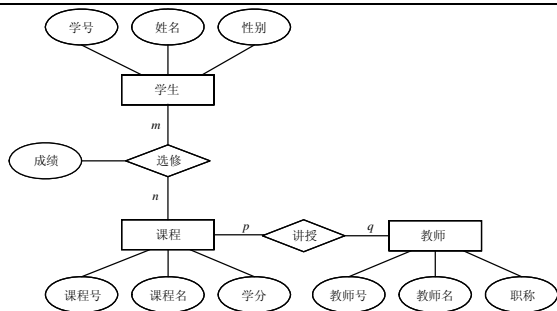 学号 姓名 性别
学生
m
成绩 选修
n
课程 p 讲授 q 教师
课程号 课程名 学分 教师号 教师名 职称